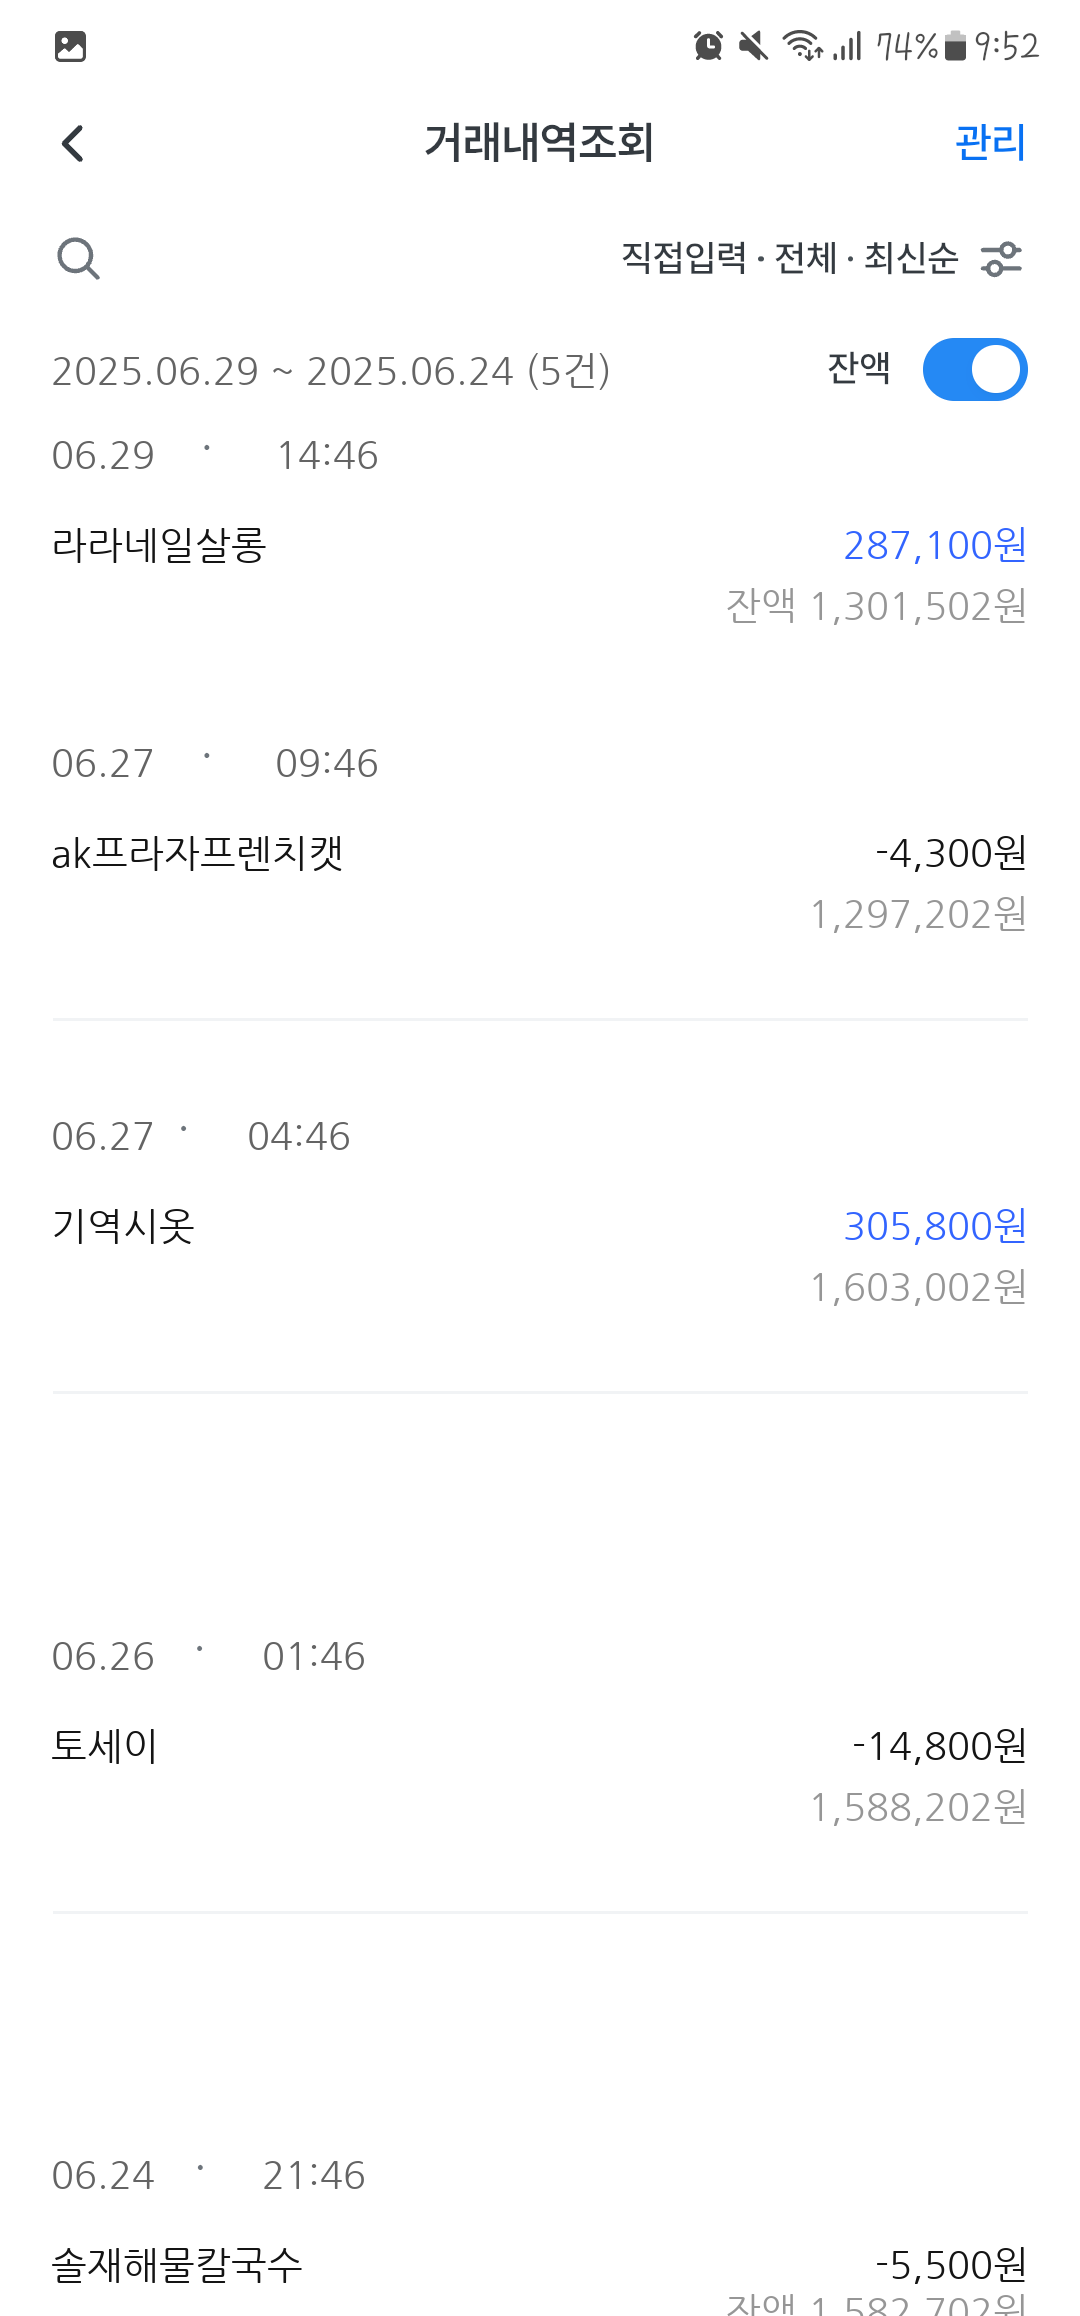 74% 9:52
거래내역조회 관리
직접입력 · 전체 · 최신순
2025.06.29 ~ 2025.06.24 (5건) 잔액
06.29 · 14:46
라라네일살롱 287,100원
잔액 1,301,502원
06.27 · 09:46
ak프라자프렌치캣 -4,300원
1,297,202원
06.27 · 04:46
기역시옷 305,800원
1,603,002원
06.26 · 01:46
토세이 -14,800원
1,588,202원
06.24 · 21:46
솔재해물칼국수 -5,500원
잔액 1,582,702원